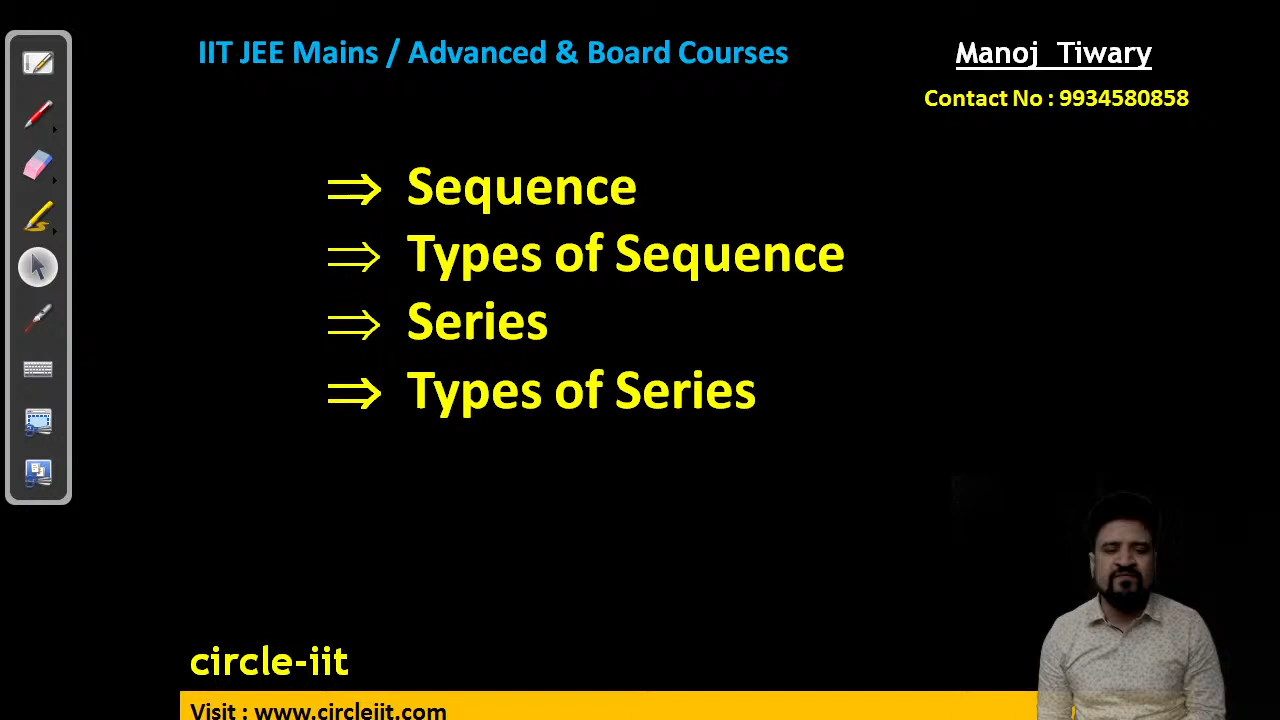 IIT JEE Mains / Advanced & Board Courses
Manoj Tiwary
Contact No : 9934580858
⇒ Sequence
⇒ Types of Sequence
⇒ Series
⇒ Types of Series
circle-iit
Visit : www.circleiit.com